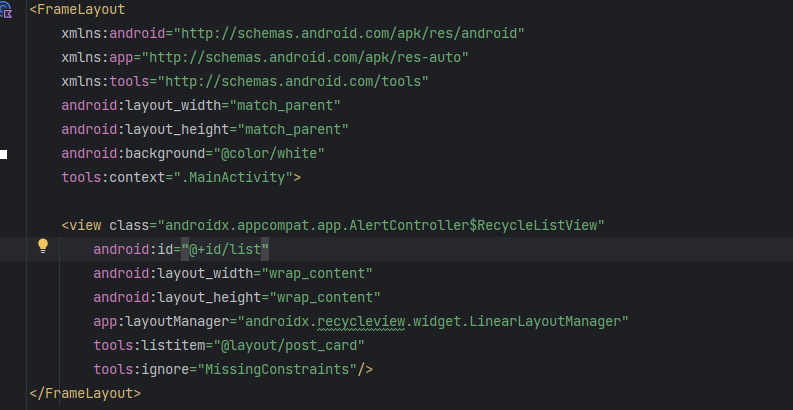 <FrameLayout
xmlns:android="http://schemas.android.com/apk/res/android"
xmlns:app="http://schemas.android.com/apk/res-auto"
xmlns:tools="http://schemas.android.com/tools"
android:layout_width="match_parent"
android:layout_height="match_parent"
android:background="@color/white"
tools:context=".MainActivity">
<view class="androidx.appcompat.app.AlertController$RecycleListView"
android:id="@+id/list"
android:layout_width="wrap_content"
android:layout_height="wrap_content"
app:layoutManager="androidx.recycleview.widget.LinearLayoutManager"
tools:listitem="@layout/post_card"
tools:ignore="MissingConstraints"/>
</FrameLayout>